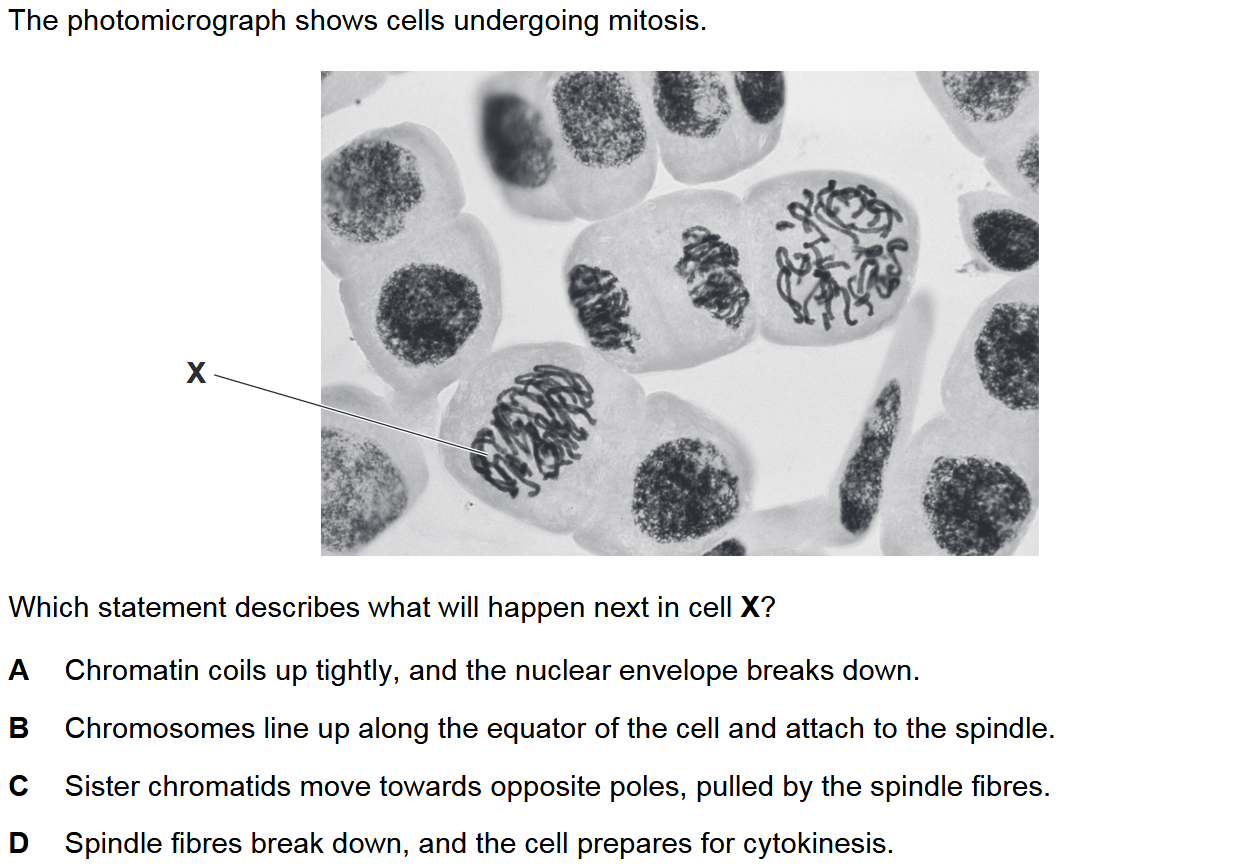 The photomicrograph shows cells undergoing mitosis.
X
Which statement describes what will happen next in cell X?
A Chromatin coils up tightly, and the nuclear envelope breaks down.
B Chromosomes line up along the equator of the cell and attach to the spindle.
C Sister chromatids move towards opposite poles, pulled by the spindle fibres.
D Spindle fibres break down, and the cell prepares for cytokinesis.